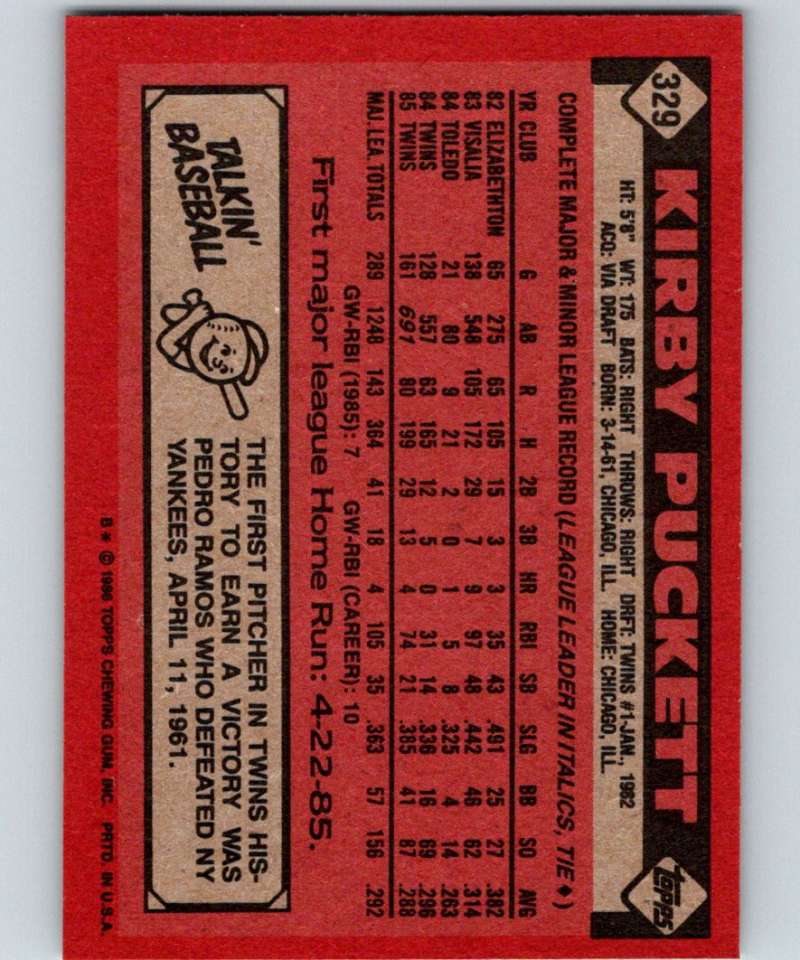 329
KIRBY PUCKETT
topps
HT: 5'8" WT: 175 BATS: RIGHT THROWS: RIGHT DRFT: TWINS #1-JAN., 1982
ACQ: VIA DRAFT BORN: 3-14-61, CHICAGO, ILL. HOME: CHICAGO, ILL.
COMPLETE MAJOR & MINOR LEAGUE RECORD (LEAGUE LEADER IN ITALICS, TIE ♦)
YR CLUB G AB R H 2B 3B HR RBI SB SLG BB SO AVG
82 ELIZABETHTON 65 275 65 105 15 3 3 35 43 .491 25 27 .382
83 VISALIA 138 548 105 172 29 7 9 97 48 .442 46 62 .314
84 TOLEDO 21 80 9 21 2 0 1 5 8 .325 4 14 .263
84 TWINS 128 557 63 165 12 5 0 31 14 .336 16 69 .296
85 TWINS 161 691 80 199 29 13 4 74 21 .385 41 87 .288
MAJ. LEA. TOTALS 289 1248 143 364 41 18 4 105 35 .363 57 156 .292
GW-RBI (1985): 7 GW-RBI (CAREER): 10
First major league Home Run: 4-22-85.
TALKIN'
BASEBALL
THE FIRST PITCHER IN TWINS HIS-
TORY TO EARN A VICTORY WAS
PEDRO RAMOS WHO DEFEATED NY
YANKEES, APRIL 11, 1961.
B* © 1986 TOPPS CHEWING GUM, INC. PRTD. IN U.S.A.